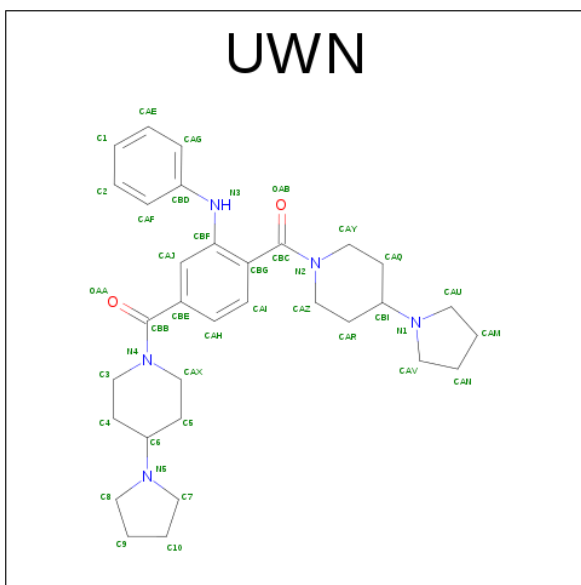 UWN
CAE
C1
CAG
C2
CBD
N3
OAB
CAF
NH
CBF
CBC
CAY
CAJ
CAQ
CBG
N2
OAA
O
O
N
CBE
CAI
CAZ
CBI
CAU
CAH
CAR
N
N1
CAM
CBB
CAV
CAN
N4
N
C3
CAX
C4
C5
C6
N5
N
C8
C7
C9
C10